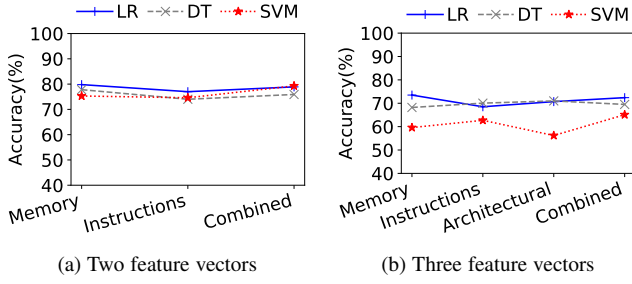 LR DT SVM
Accuracy(%)
100
90
80
70
60
50
40
Memory
Instructions
Combined
(a) Two feature vectors
LR DT SVM
Accuracy(%)
100
90
80
70
60
50
40
Memory
Instructions
Architectural
Combined
(b) Three feature vectors